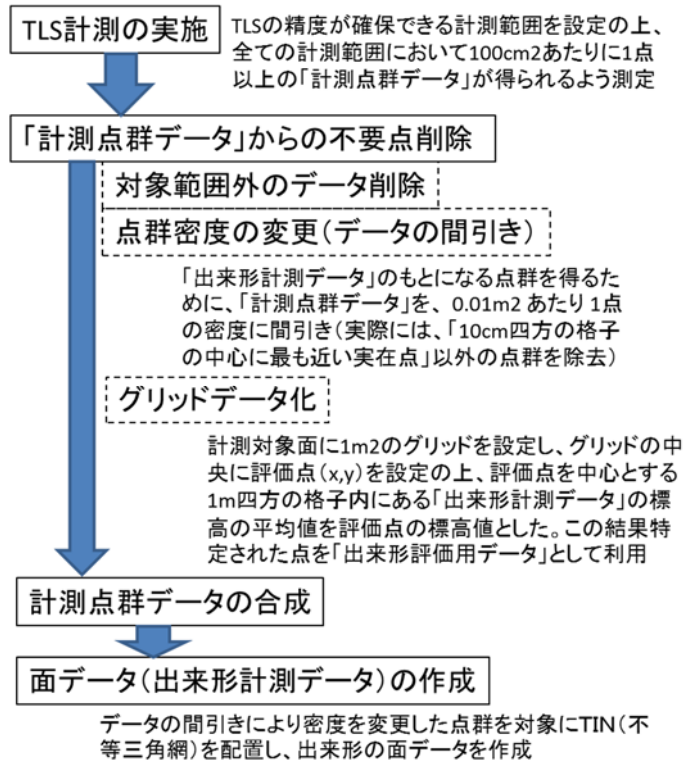 TLS計測の実施
TLSの精度が確保できる計測範囲を設定の上、
全ての計測範囲において100cm2あたりに1点
以上の「計測点群データ」が得られるよう測定
「計測点群データ」からの不要点削除
対象範囲外のデータ削除
点群密度の変更(データの間引き)
「出来形計測データ」のもとになる点群を得るた
めに、「計測点群データ」を、 0.01m2 あたり 1点
の密度に間引き(実際には、「10cm四方の格子
の中心に最も近い実在点」以外の点群を除去)
グリッドデータ化
計測対象面に1m2のグリッドを設定し、グリッドの中
央に評価点(x,y)を設定の上、評価点を中心とする
1m四方の格子内にある「出来形計測データ」の標
高の平均値を評価点の標高値とした。この結果特
定された点を「出来形評価用データ」として利用
計測点群データの合成
面データ(出来形計測データ)の作成
データの間引きにより密度を変更した点群を対象にTIN(不
等三角網)を配置し、出来形の面データを作成